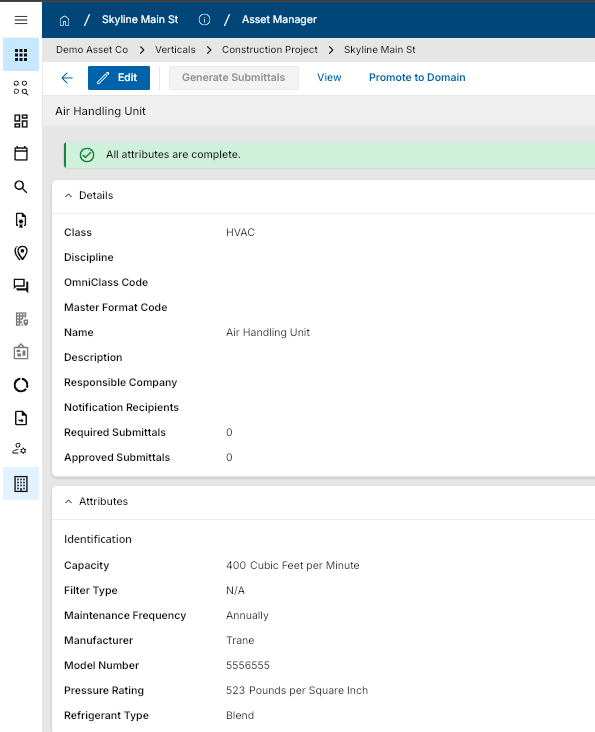 / Skyline Main St / Asset Manager
Demo Asset Co > Verticals > Construction Project > Skyline Main St
Edit Generate Submittals View Promote to Domain
Air Handling Unit
All attributes are complete.
Details
Class HVAC
Discipline
OmniClass Code
Master Format Code
Name Air Handling Unit
Description
Responsible Company
Notification Recipients
Required Submittals 0
Approved Submittals 0
Attributes
Identification
Capacity 400 Cubic Feet per Minute
Filter Type N/A
Maintenance Frequency Annually
Manufacturer Trane
Model Number 5556555
Pressure Rating 523 Pounds per Square Inch
Refrigerant Type Blend